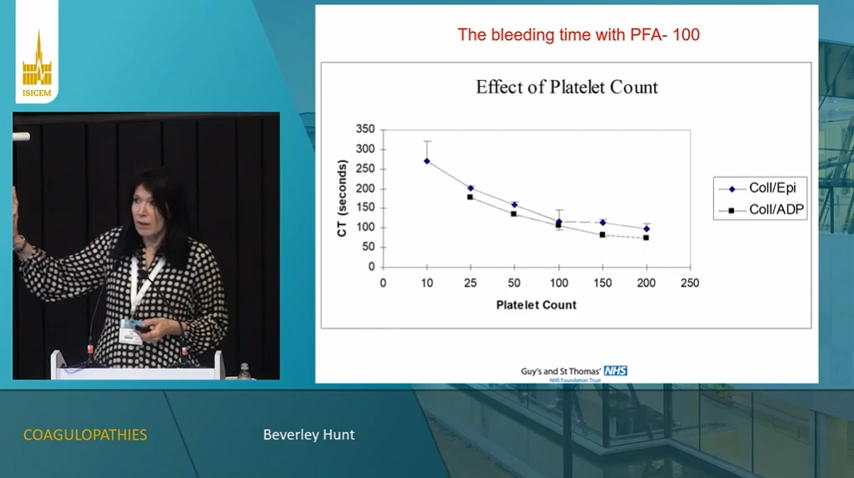 ISICEM
The bleeding time with PFA- 100
Effect of Platelet Count
350
300
250
200
150
100
50
0
CT (seconds)
0 10 25 50 100 150 200 250
Platelet Count
Coll/Epi
Coll/ADP
Guy's and St Thomas' NHS
NHS Foundation Trust
COAGULOPATHIES
Beverley Hunt